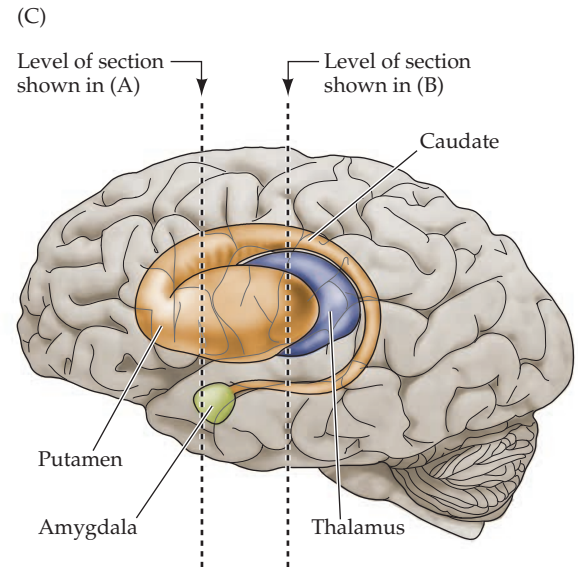 (C)
Level of section
shown in (A)
Level of section
shown in (B)
Caudate
Putamen
Amygdala
Thalamus